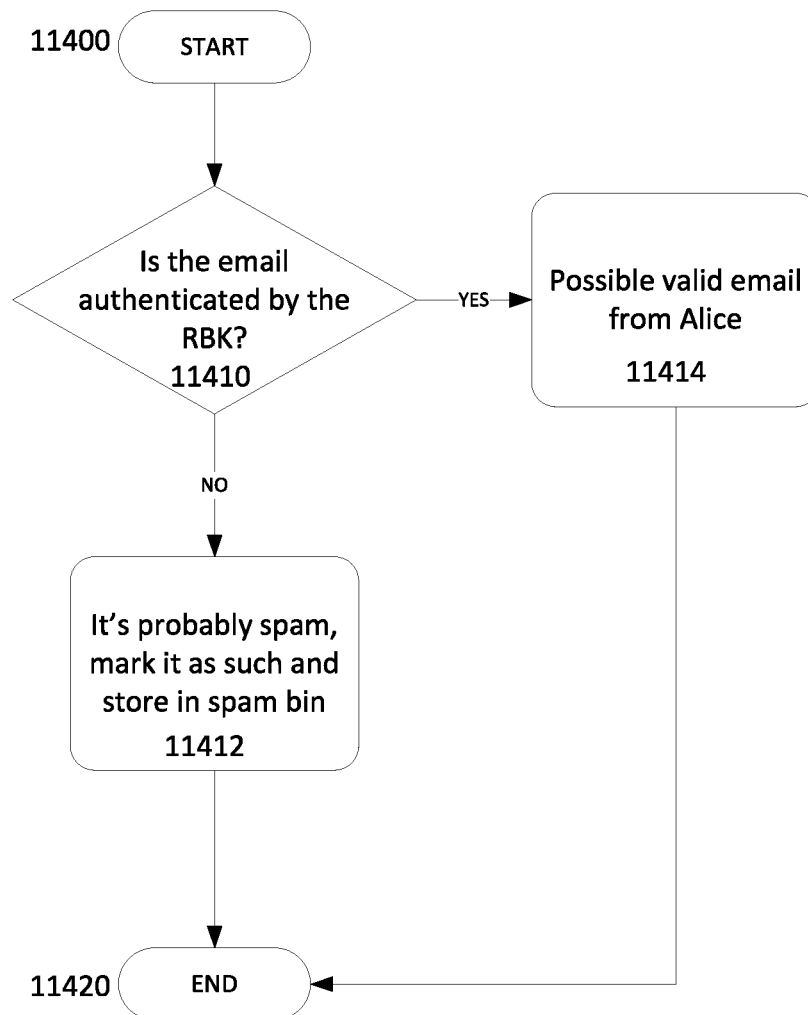 11400
START
Is the email
authenticated by the
RBK?
11410
YES
Possible valid email
from Alice
11414
NO
It’s probably spam,
mark it as such and
store in spam bin
11412
11420
END